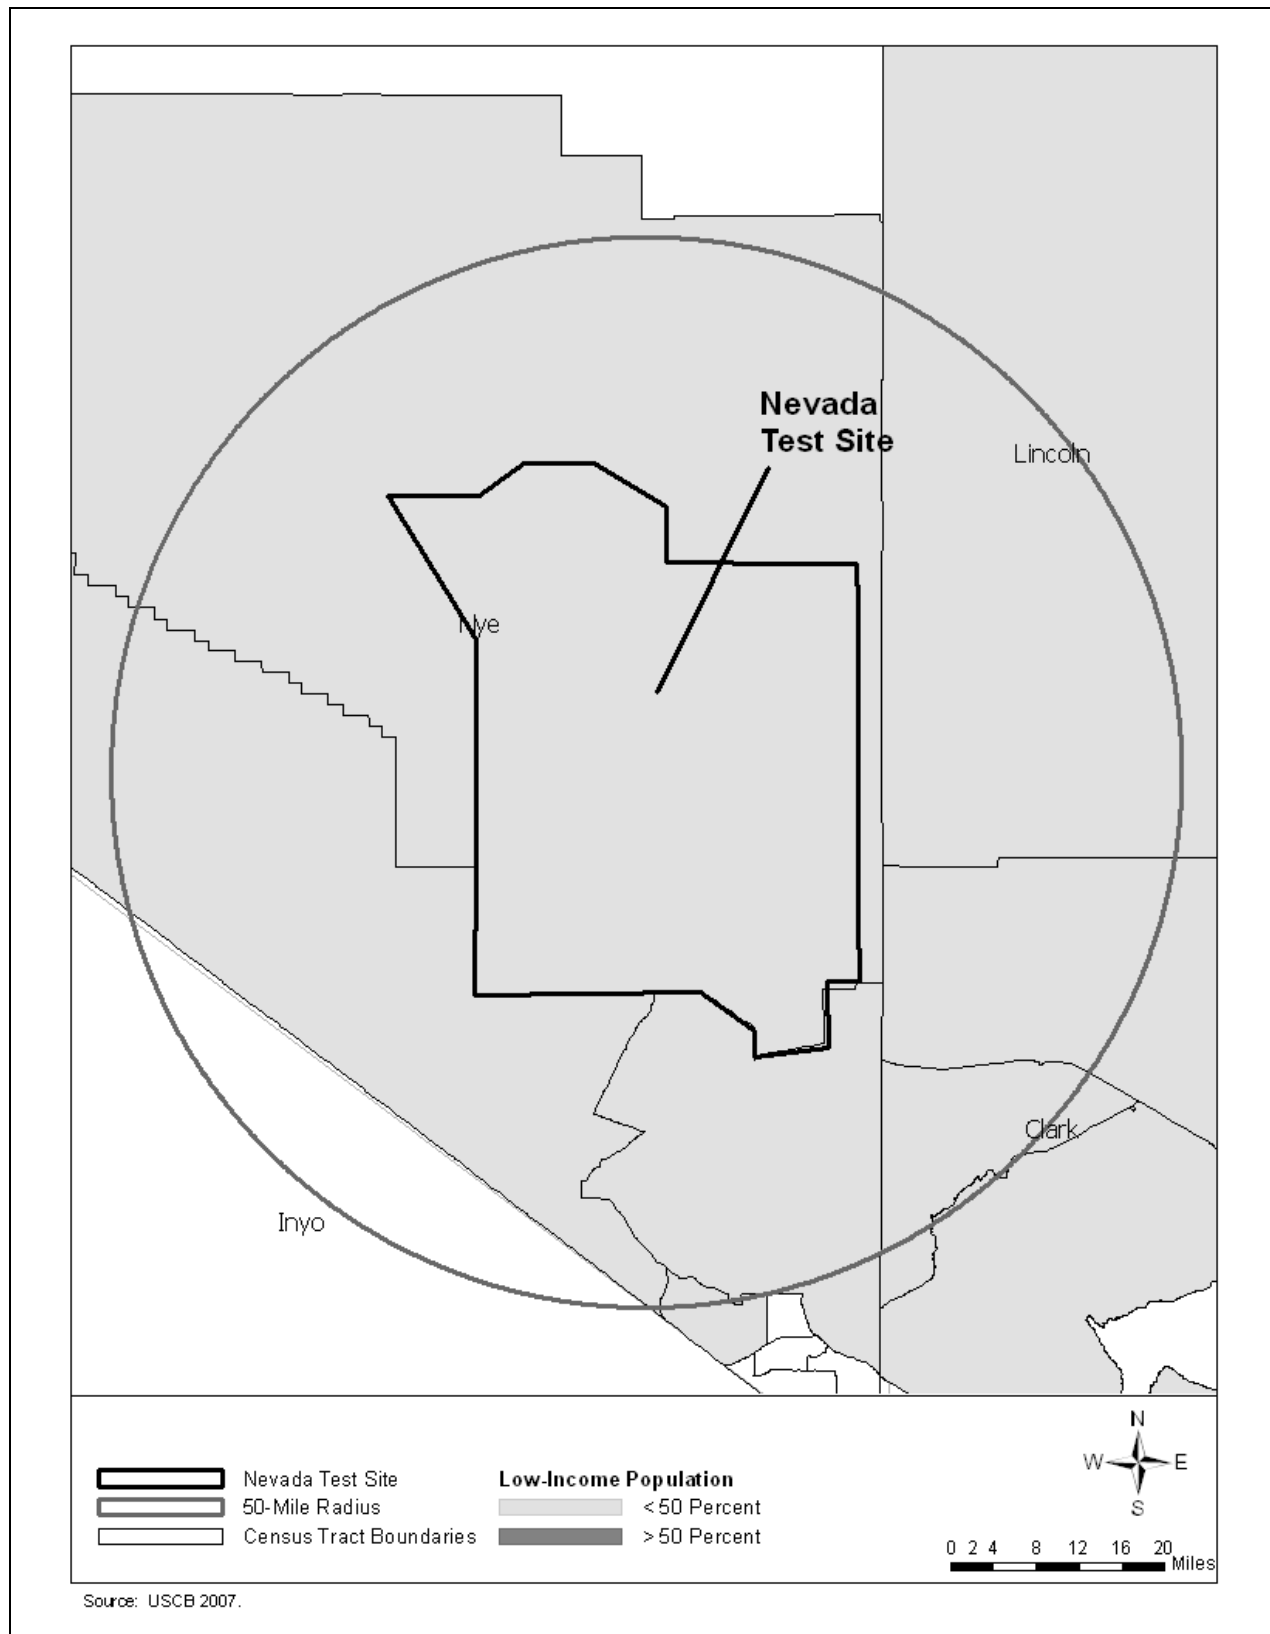 Nevada
Test Site
Lincoln
Nye
Clark
Inyo
N
W E
S
Nevada Test Site
50-Mile Radius
Census Tract Boundaries
Low-Income Population
< 50 Percent
> 50 Percent
0 2 4 8 12 16 20
Miles
Source: USCB 2007.